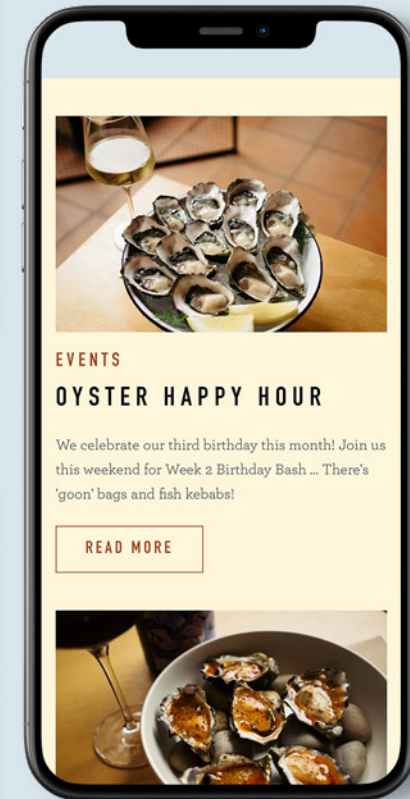 EVENTS
OYSTER HAPPY HOUR
We celebrate our third birthday this month! Join us
this weekend for Week 2 Birthday Bash ... There's
'goon' bags and fish kebabs!
READ MORE